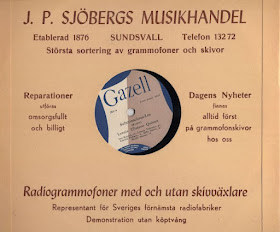 J. P. SJÖBERGS MUSIKHANDEL
Etablerad 1876 SUNDSVALL Telefon 13272
Största sortering av grammofoner och skivor
Gazell
Reparationer
utföres
omsorgsfullt
och billigt
Dagens Nyheter
finnes
alltid först
på grammofonskivor
hos oss
Radiogrammofoner med och utan skivväxlare
Representant för Sveriges förnämsta radiofabriker
Demonstration utan köptvång